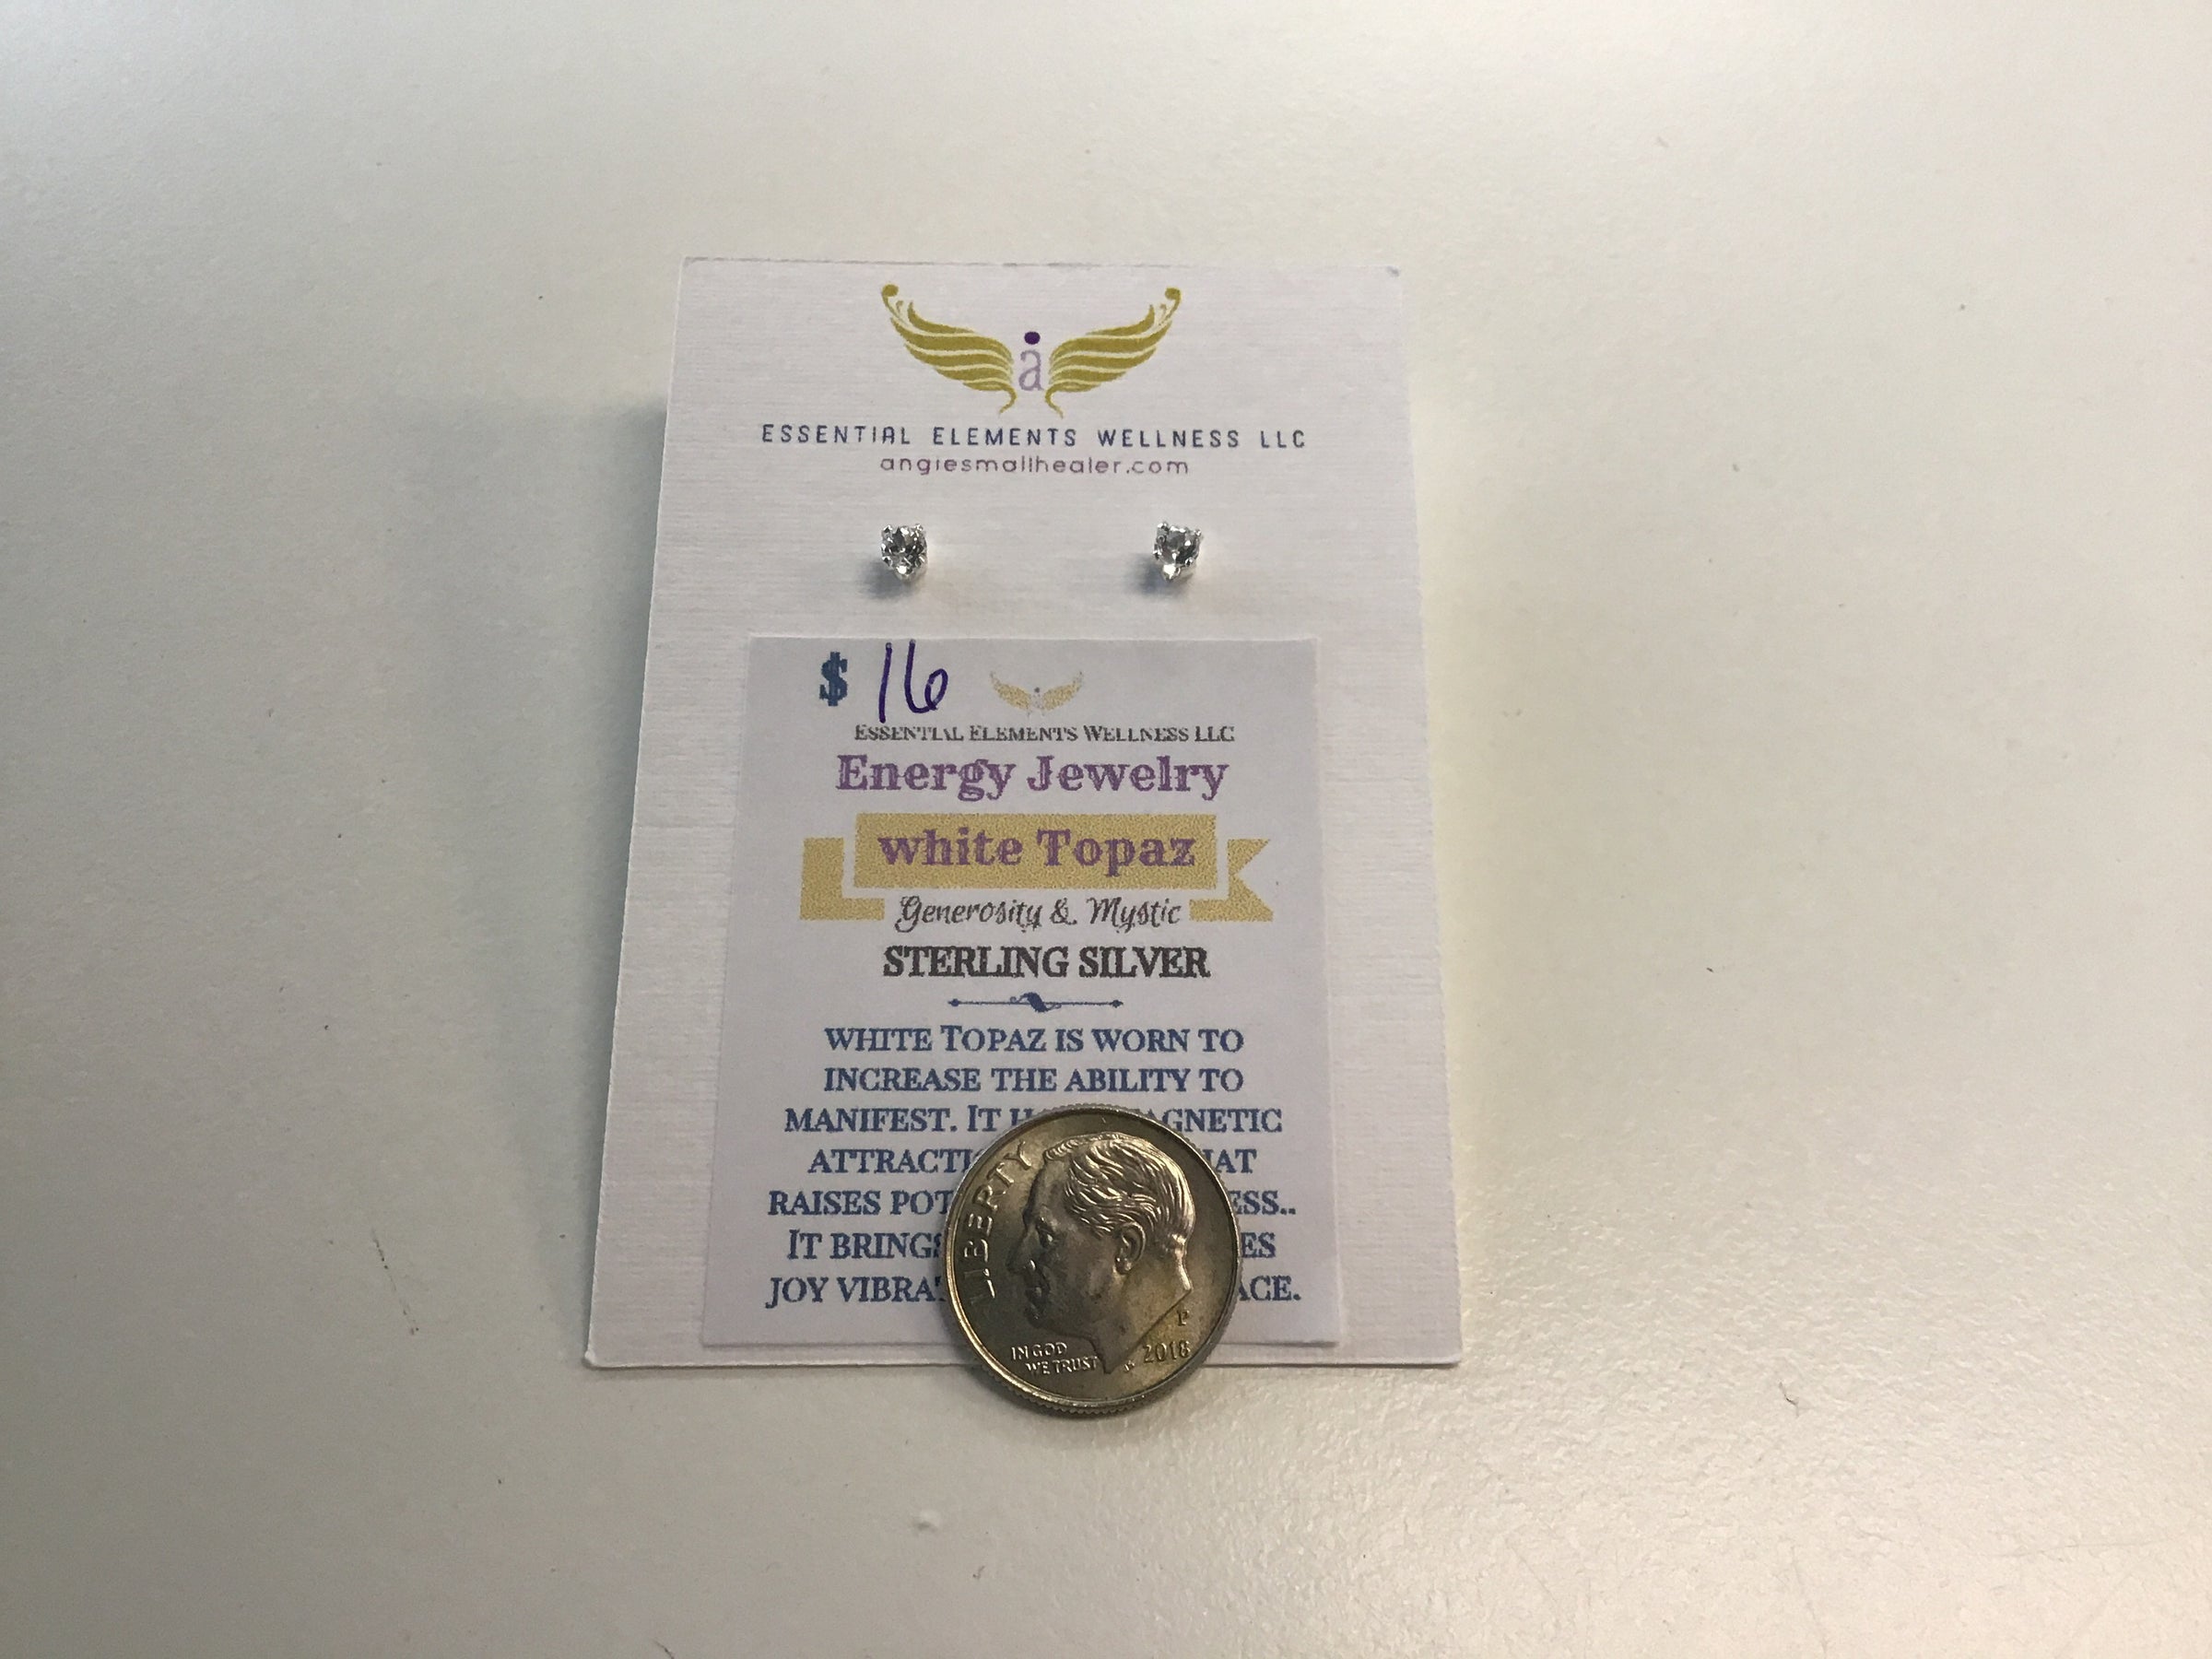 a
ESSENTIAL ELEMENTS WELLNESS LLC
angiesmallhealer.com
$ 16
ESSENTIAL ELEMENTS WELLNESS LLC
Energy Jewelry
white Topaz
Generosity & Mystic
STERLING SILVER
WHITE TOPAZ IS WORN TO
INCREASE THE ABILITY TO
MANIFEST. IT
RAISES
IT
JOY
LIBERTY
IN GOD
WE TRUST
P
2018